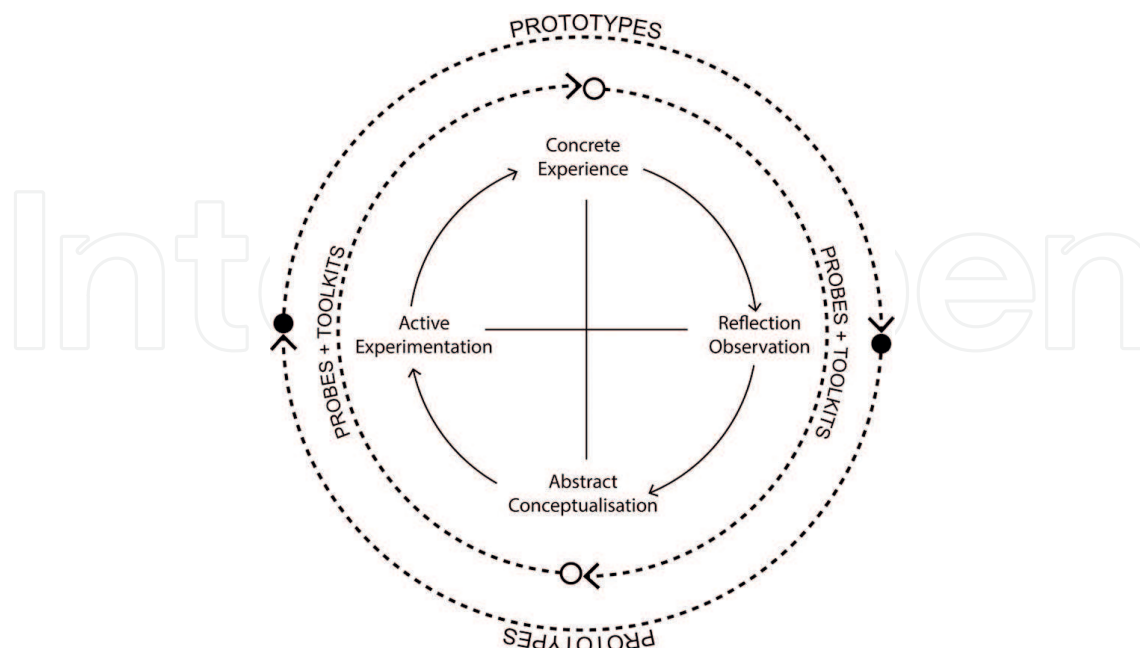 PROTOTYPES
Concrete
Experience
PROBES + TOOLKITS
PROBES + TOOLKITS
Active
Experimentation
Reflection
Observation
Abstract
Conceptualisation
PROTOTYPES